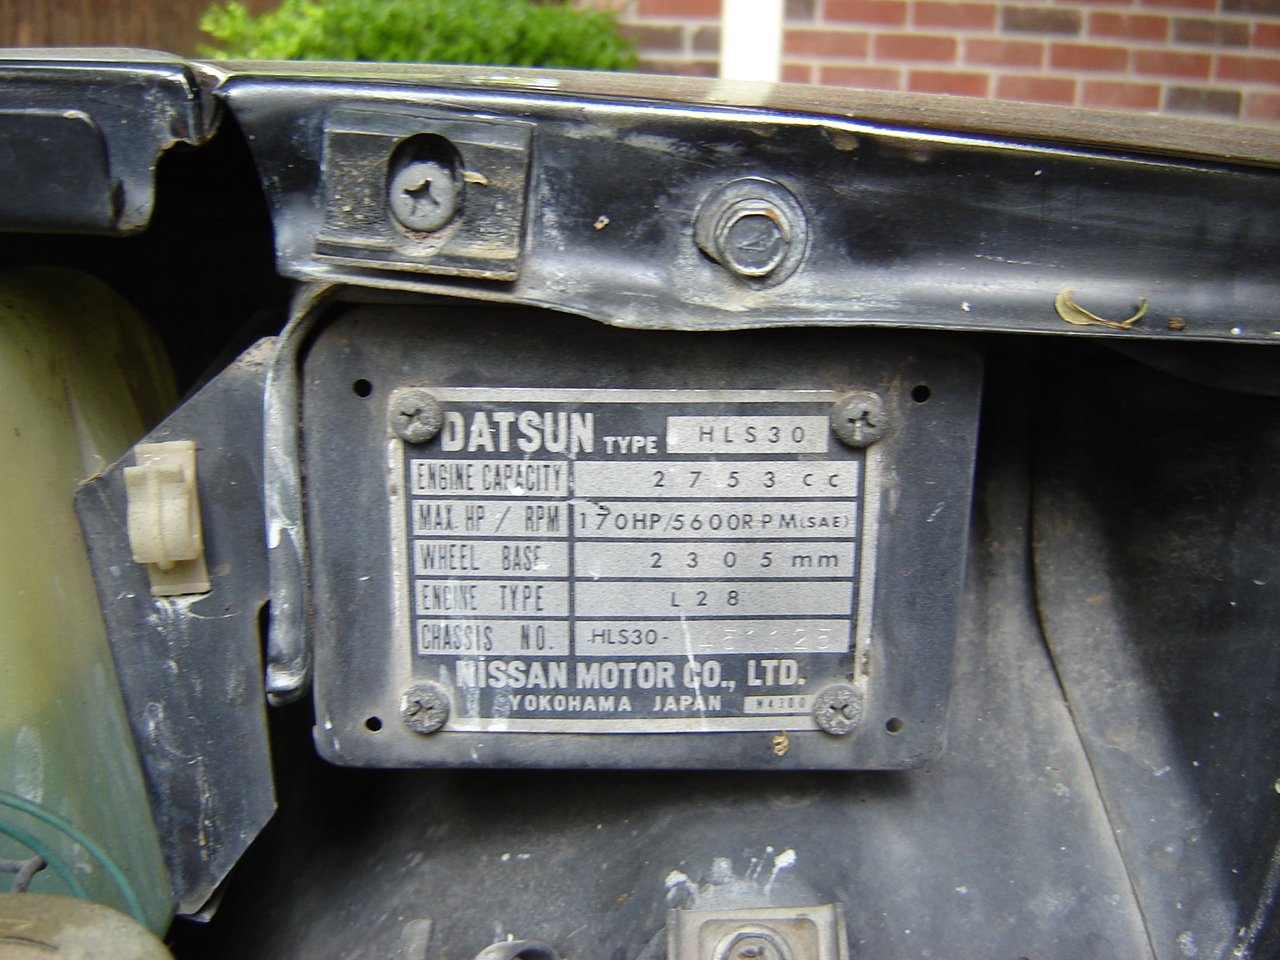 DATSUN TYPE HLS30
ENGINE CAPACITY 2753cc
MAX. HP / RPM 170HP/5600RPM(SAE)
WHEEL BASE 2305mm
ENGINE TYPE L28
CHASSIS NO. HLS30-
NISSAN MOTOR CO., LTD.
YOKOHAMA JAPAN